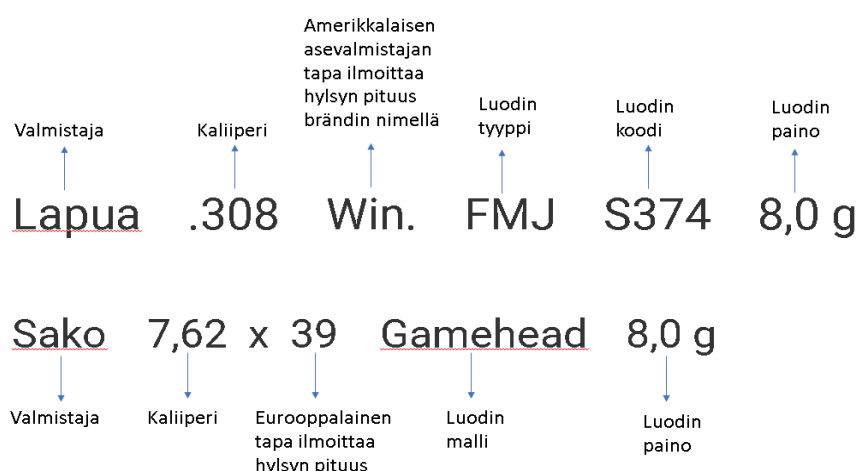 Amerikkalaisen
asevalmistajan
tapa ilmoittaa
hylsyn pituus
brändin nimellä
Valmistaja
Kaliiperi
Luodin
tyyppi
Luodin
koodi
Luodin
paino
Lapua .308 Win. FMJ S374 8,0 g
Sako 7,62 x 39 Gamehead 8,0 g
Valmistaja
Kaliiperi
Eurooppalainen
tapa ilmoittaa
hylsyn pituus
Luodin
malli
Luodin
paino